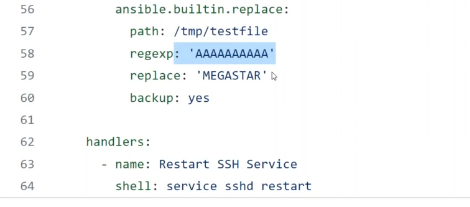 56 ansible.builtin.replace:
57 path: /tmp/testfile
58 regexp: 'AAAAAAAAAA'
59 replace: 'MEGASTAR'
60 backup: yes
61
62 handlers:
63 - name: Restart SSH Service
64 shell: service sshd restart